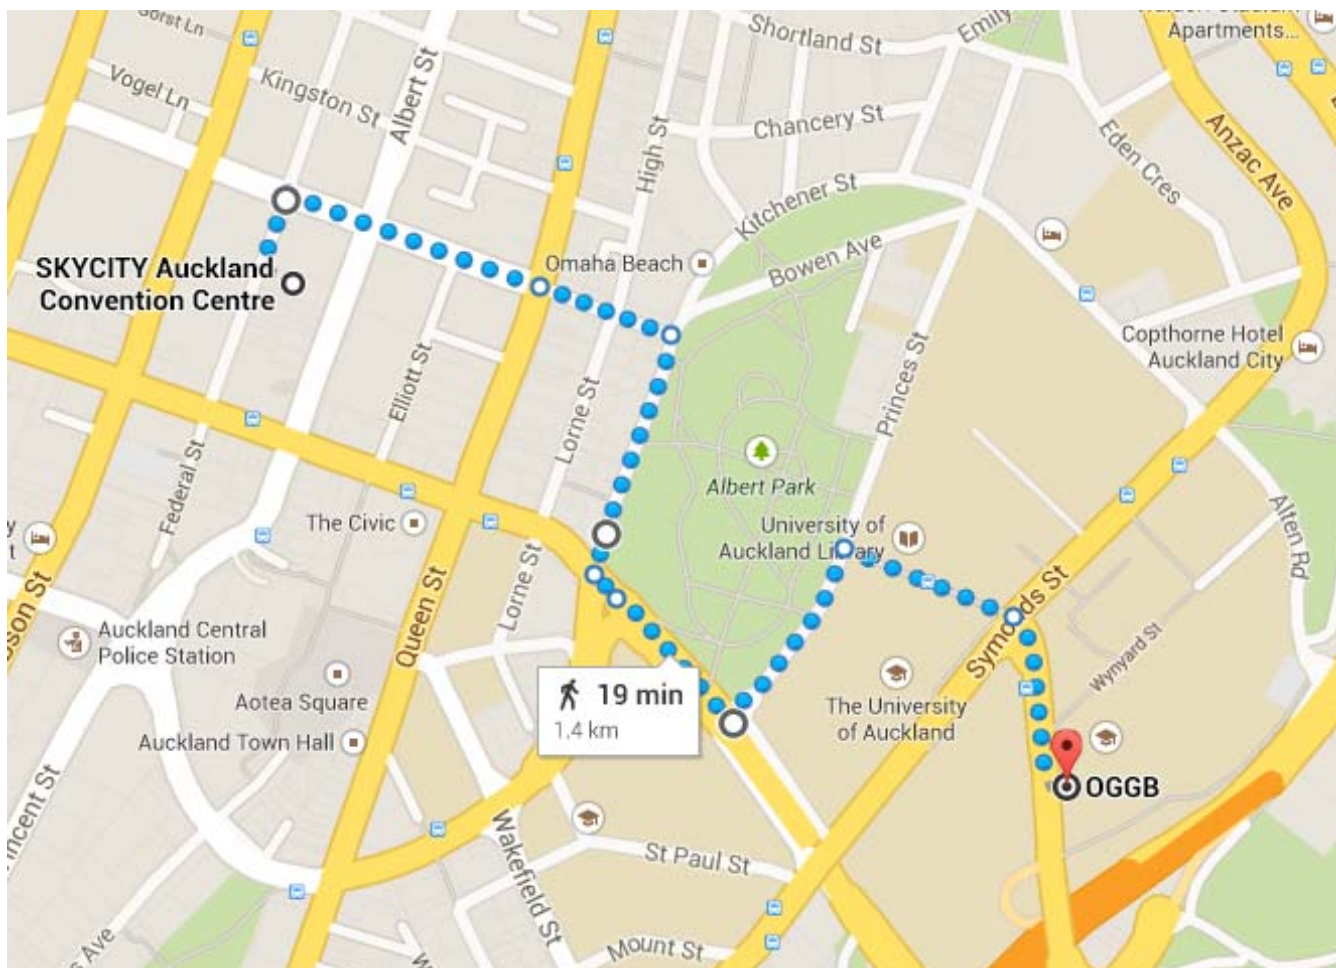 Gorst Ln
Shortland St
Emily
Apartments...
Vogel Ln
Kingston St
Albert St
High St
Chancery St
Eden Cres
Anzac Ave
Kitchener St
Omaha Beach
Bowen Ave
SKYCITY Auckland
Convention Centre
Copthorne Hotel
Auckland City
Elliott St
Lorne St
Princes St
Federal St
Albert Park
The Civic
University of
Auckland Library
Alten Rd
Lorne St
Queen St
Symonds St
Auckland Central
Police Station
Wynyard St
Aotea Square
19 min
1.4 km
The University
of Auckland
Auckland Town Hall
OGGB
Wakefield St
St Paul St
Mount St